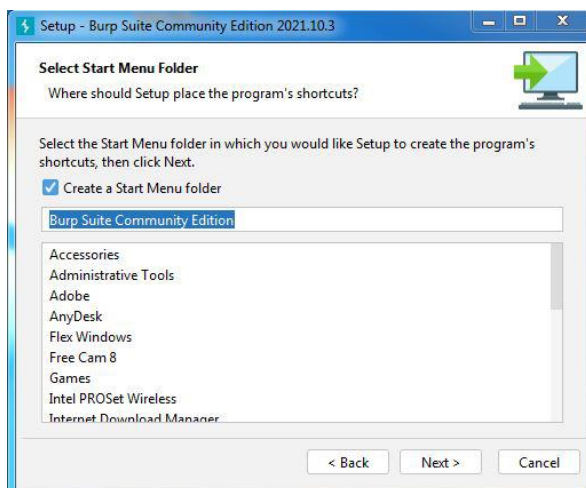 Setup - Burp Suite Community Edition 2021.10.3
Select Start Menu Folder
Where should Setup place the program's shortcuts?
Select the Start Menu folder in which you would like Setup to create the program's
shortcuts, then click Next.
Create a Start Menu folder
Burp Suite Community Edition
Accessories
Administrative Tools
Adobe
AnyDesk
Flex Windows
Free Cam 8
Games
Intel PROSet Wireless
Internet Download Manager
< Back
Next >
Cancel